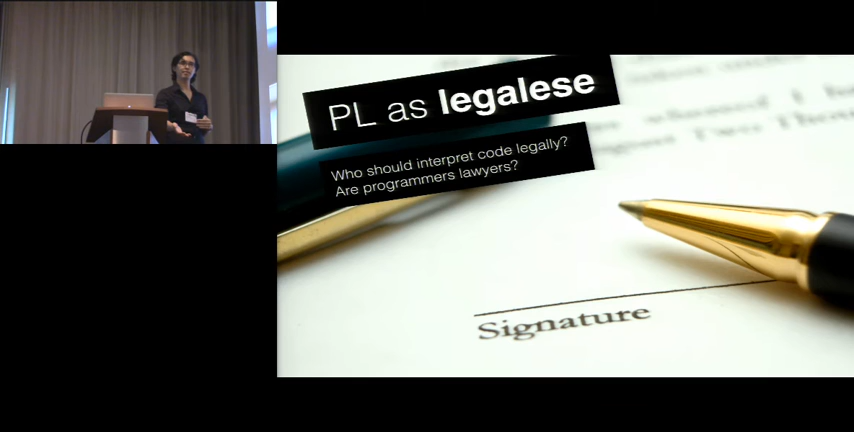 PL as legalese
Who should interpret code legally?
Are programmers lawyers?
Signature